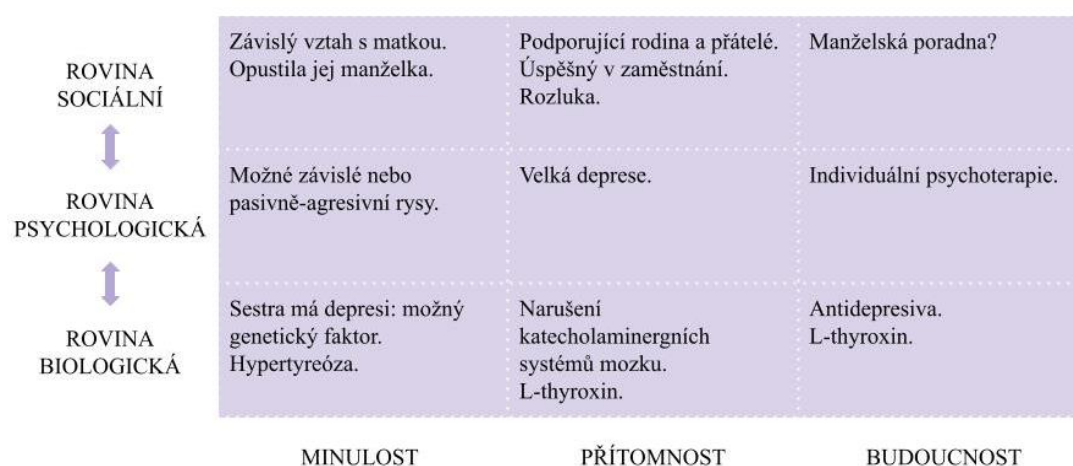 ROVINA
SOCIÁLNÍ
Závislý vztah s matkou.
Opustila jej manželka.
Podporující rodina a přátelé.
Úspěšný v zaměstnání.
Rozluka.
Manželská poradna?
ROVINA
PSYCHOLOGICKÁ
Možné závislé nebo
pasivně-agresivní rysy.
Velká deprese.
Individuální psychoterapie.
ROVINA
BIOLOGICKÁ
Sestra má depresi: možný
genetický faktor.
Hypertyreóza.
Narušení
katecholaminergních
systémů mozku.
L-thyroxin.
Antidepresiva.
L-thyroxin.
MINULOST
PŘÍTOMNOST
BUDOUCNOST